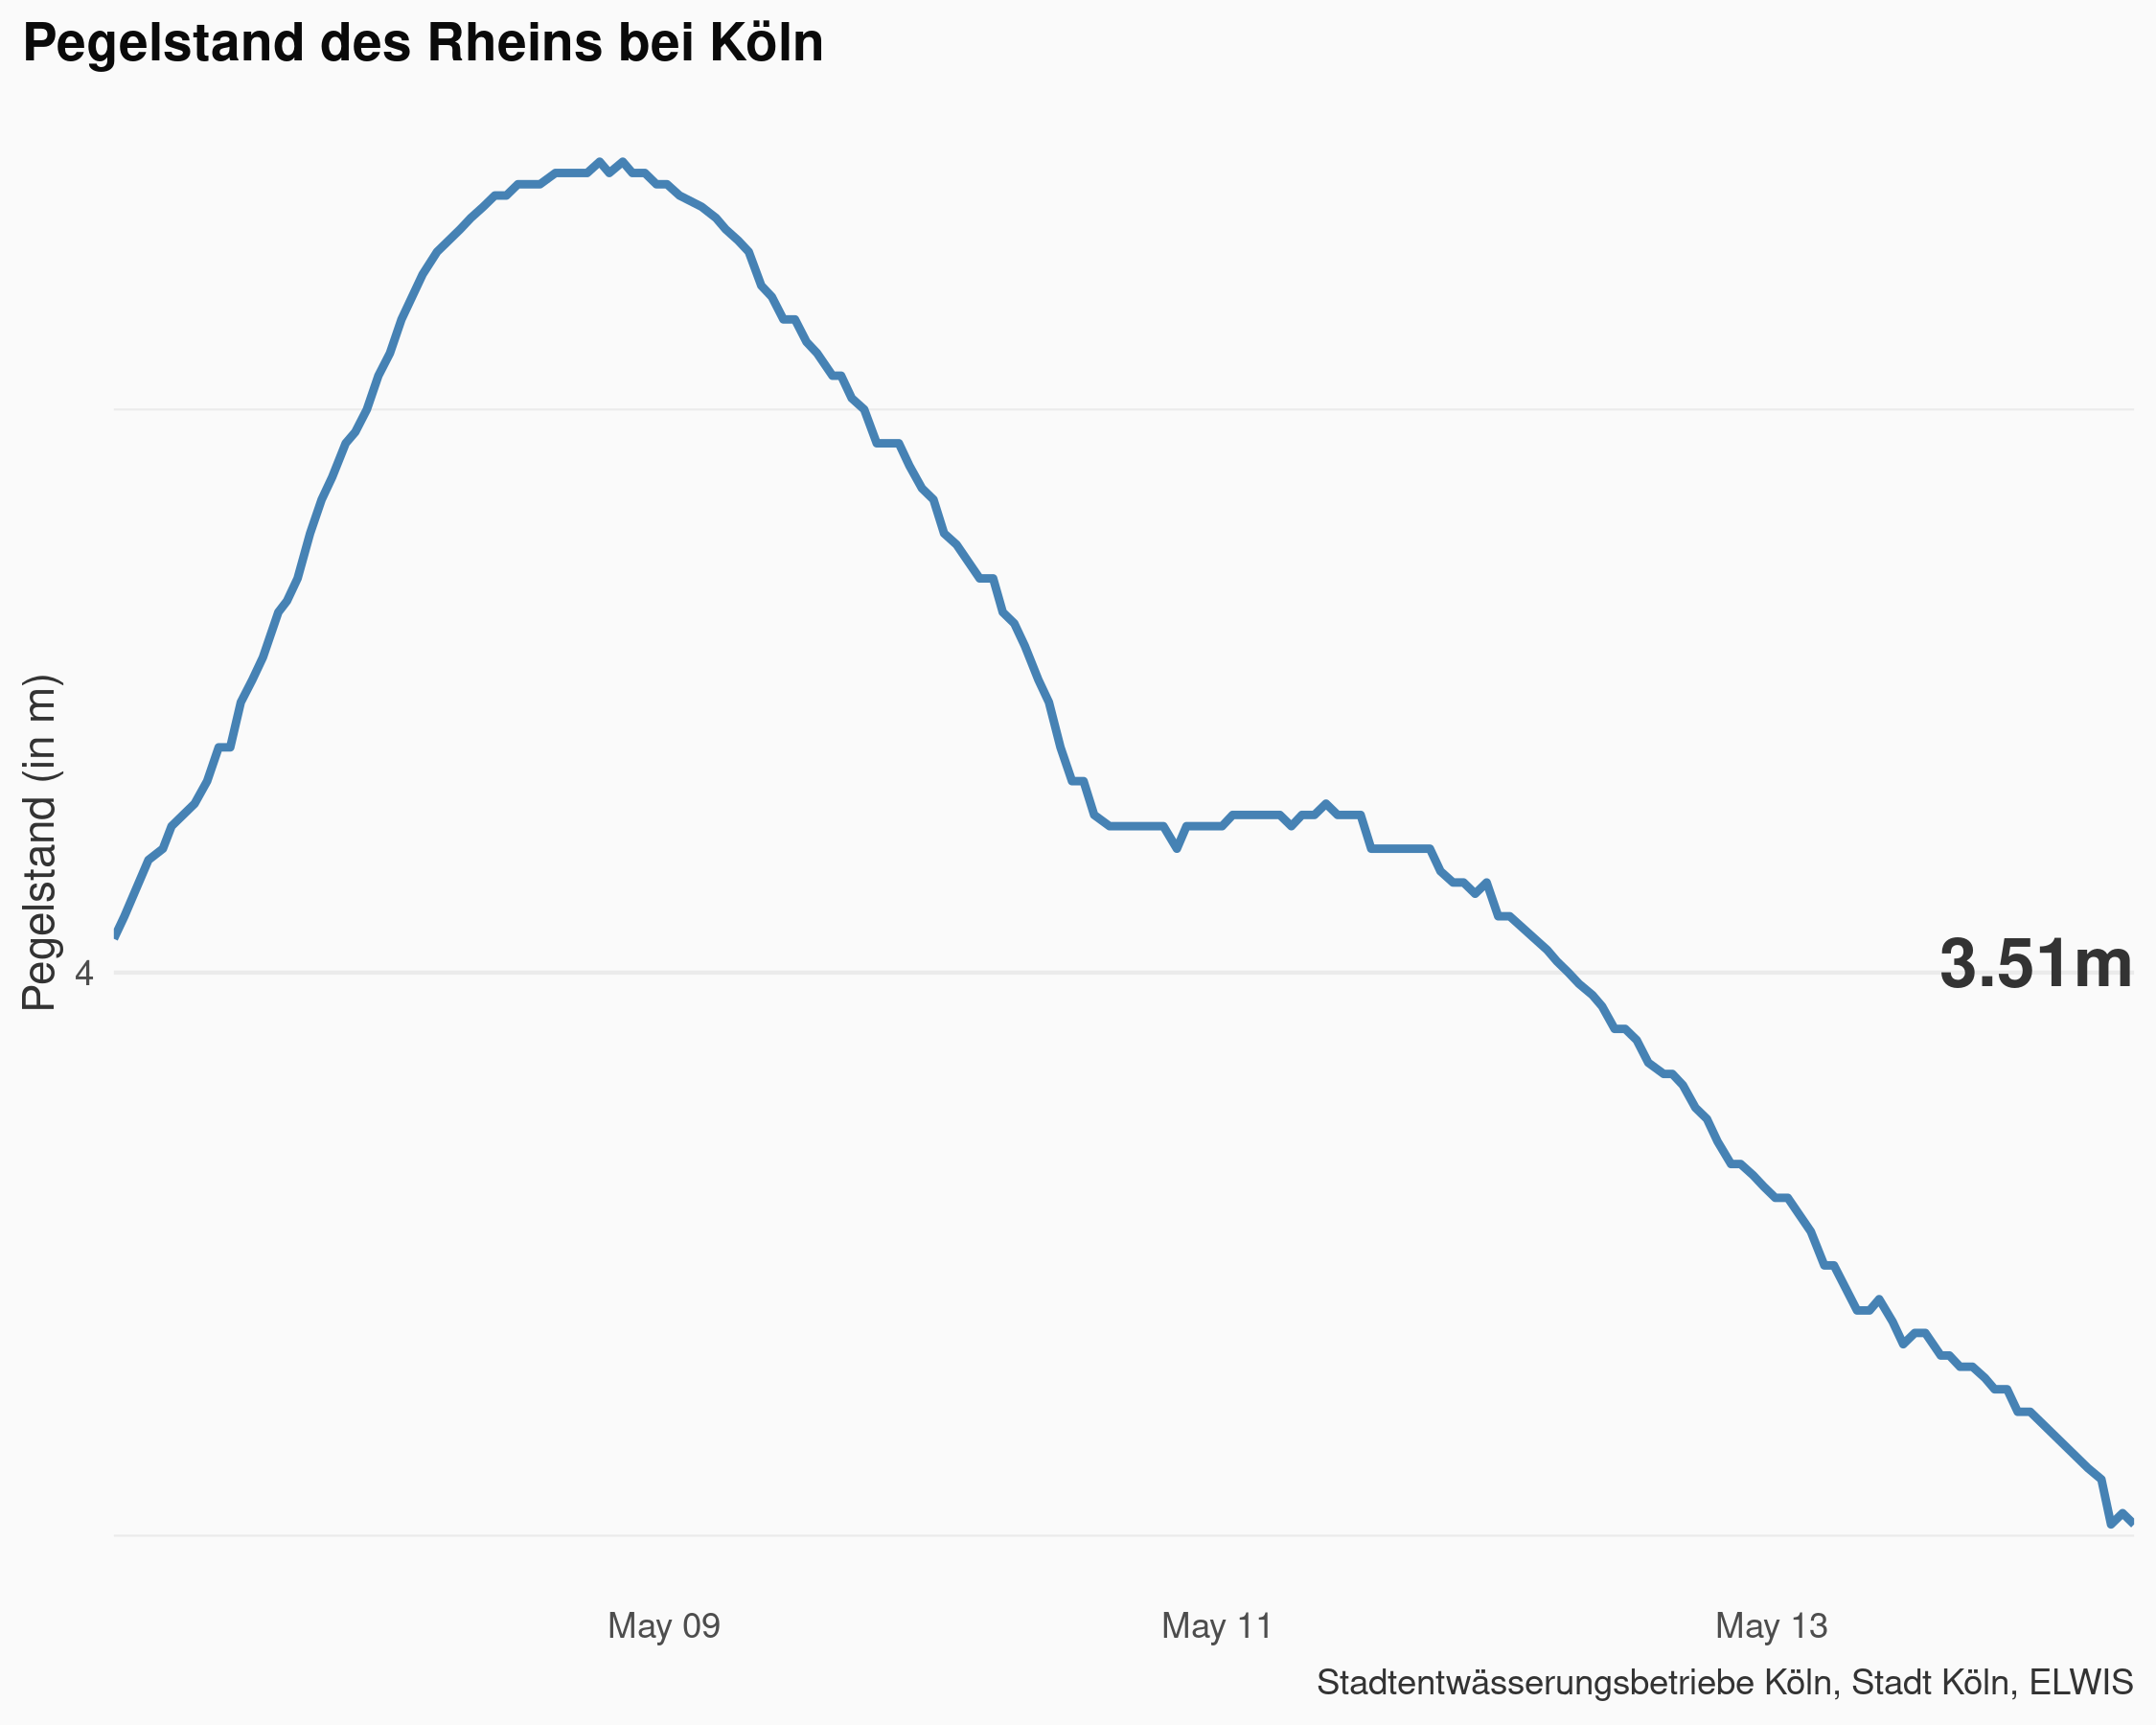 Pegelstand des Rheins bei Köln
Pegelstand (in m)
4
3.51m
May 09
May 11
May 13
Stadtentwässerungsbetriebe Köln, Stadt Köln, ELWIS